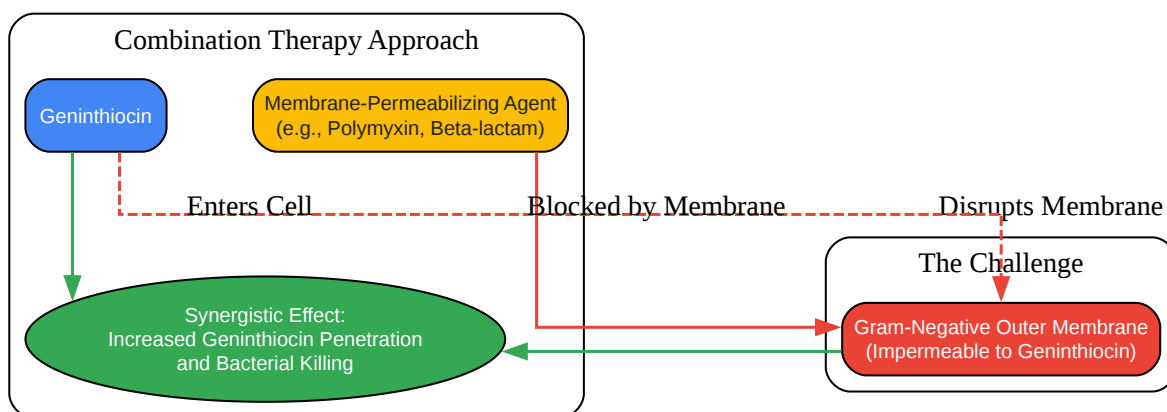 Combination Therapy Approach
Geninthiocin
Membrane-Permeabilizing Agent
(e.g., Polymyxin, Beta-lactam)
Enters Cell
Blocked by Membrane
Disrupts Membrane
The Challenge
Synergistic Effect:
Increased Geninthiocin Penetration
and Bacterial Killing
Gram-Negative Outer Membrane
(Impermeable to Geninthiocin)